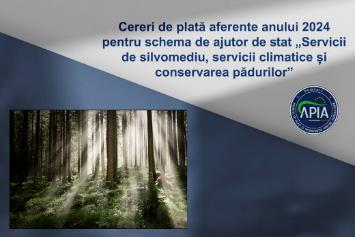 Cereri de plată aferente anului 2024
pentru schema de ajutor de stat „Servicii
de silvomediu, servicii climatice și
conservarea pădurilor”
APIA